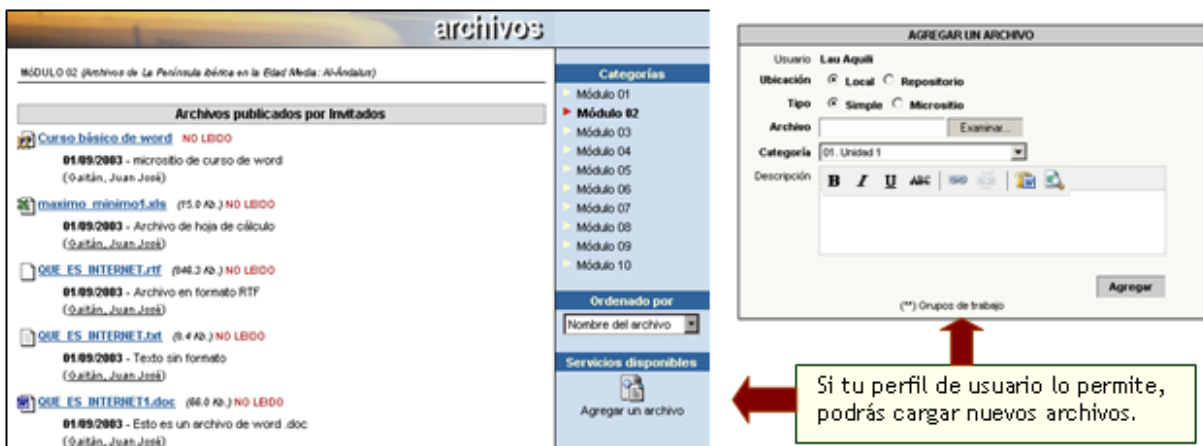 archivos
MÓDULO 02 (Archivos de La Península ibérica en la Edad Media: Al-Ándalus)
Archivos publicados por Invitados
Curso básico de word NO LEIDO
01/09/2003 - micrositio de curso de word
(Gaitán, Juan José)
maximo_minimo1.xls (15.0 Kb.) NO LEIDO
01/09/2003 - Archivo de hoja de cálculo
(Gaitán, Juan José)
QUE_ES_INTERNET.rtf (846.3 Kb.) NO LEIDO
01/09/2003 - Archivo en formato RTF
(Gaitán, Juan José)
QUE_ES_INTERNET.txt (8.4 Kb.) NO LEIDO
01/09/2003 - Texto sin formato
(Gaitán, Juan José)
QUE_ES_INTERNET1.doc (66.0 Kb.) NO LEIDO
01/09/2003 - Esto es un archivo de word .doc
(Gaitán, Juan José)
Categorías
Módulo 01
Módulo 02
Módulo 03
Módulo 04
Módulo 05
Módulo 06
Módulo 07
Módulo 08
Módulo 09
Módulo 10
Ordenado por
Nombre del archivo
Servicios disponibles
Agregar un archivo
AGREGAR UN ARCHIVO
Usuario Lau Aquili
Ubicación Local Repositorio
Tipo Simple Micrositio
Archivo Examinar...
Categoría 01. Unidad 1
Descripción B I U ABC
Agregar
(**) Grupos de trabajo
Si tu perfil de usuario lo permite,
podrás cargar nuevos archivos.